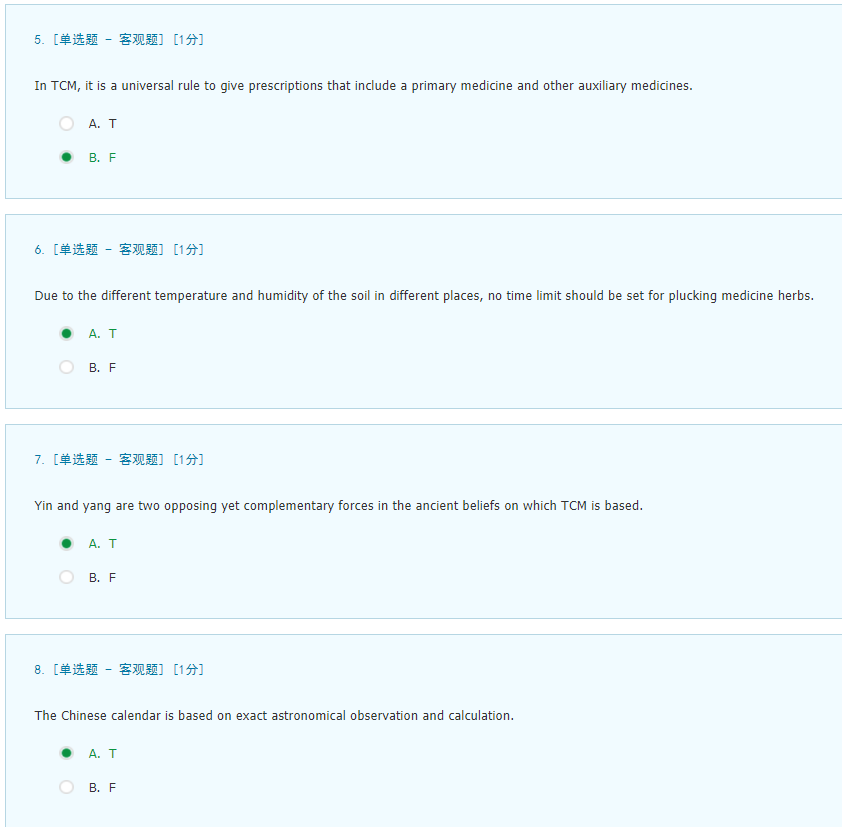 5. [单选题 - 客观题] [1分]
In TCM, it is a universal rule to give prescriptions that include a primary medicine and other auxiliary medicines.
A. T
B. F
6. [单选题 - 客观题] [1分]
Due to the different temperature and humidity of the soil in different places, no time limit should be set for plucking medicine herbs.
A. T
B. F
7. [单选题 - 客观题] [1分]
Yin and yang are two opposing yet complementary forces in the ancient beliefs on which TCM is based.
A. T
B. F
8. [单选题 - 客观题] [1分]
The Chinese calendar is based on exact astronomical observation and calculation.
A. T
B. F